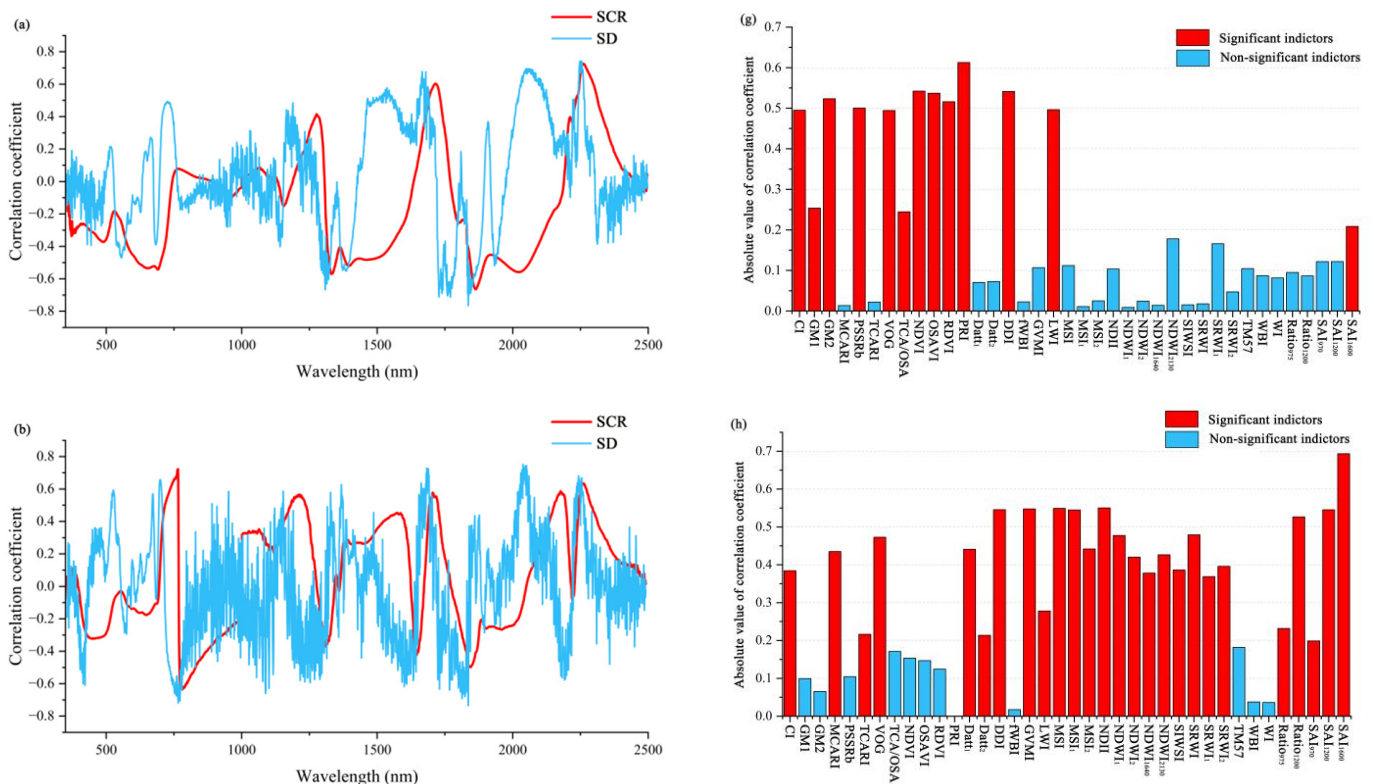 (a)
SCR
SD
0.8
0.6
0.4
0.2
0.0
−0.2
−0.4
−0.6
−0.8
Correlation coefficient
500
1000
1500
2000
2500
Wavelength (nm)
(g)
Significant indictors
Non-significant indictors
0.7
0.6
0.5
0.4
0.3
0.2
0.1
0.0
Absolute value of correlation coefficient
CI
GM1
GM2
MCARI
PSSRb
TCARI
VOG
TCA/OSA
NDVI
OSAVI
RDVI
PRI
Datt₁
Datt₂
DDI
fWBI
GVMI
LWI
MSI
MSI₁
MSI₂
NDII
NDWI₁
NDWI₂
NDWI₁₆₄₀
NDWI₂₁₃₀
SIWSI
SRWI
SRWI₁
SRWI₂
TM57
WBI
WI
Ratio₉₇₅
Ratio₁₂₀₀
SAI₉₇₀
SAI₁₂₀₀
SAI₁₆₀₀
(b)
SCR
SD
0.8
0.6
0.4
0.2
0.0
−0.2
−0.4
−0.6
−0.8
Correlation coefficient
500
1000
1500
2000
2500
Wavelength (nm)
(h)
Significant indictors
Non-significant indictors
0.7
0.6
0.5
0.4
0.3
0.2
0.1
0.0
Absolute value of correlation coefficient
CI
GM1
GM2
MCARI
PSSRb
TCARI
VOG
TCA/OSA
NDVI
OSAVI
RDVI
PRI
Datt₁
Datt₂
DDI
fWBI
GVMI
LWI
MSI
MSI₁
MSI₂
NDII
NDWI₁
NDWI₂
NDWI₁₆₄₀
NDWI₂₁₃₀
SIWSI
SRWI
SRWI₁
SRWI₂
TM57
WBI
WI
Ratio₉₇₅
Ratio₁₂₀₀
SAI₉₇₀
SAI₁₂₀₀
SAI₁₆₀₀